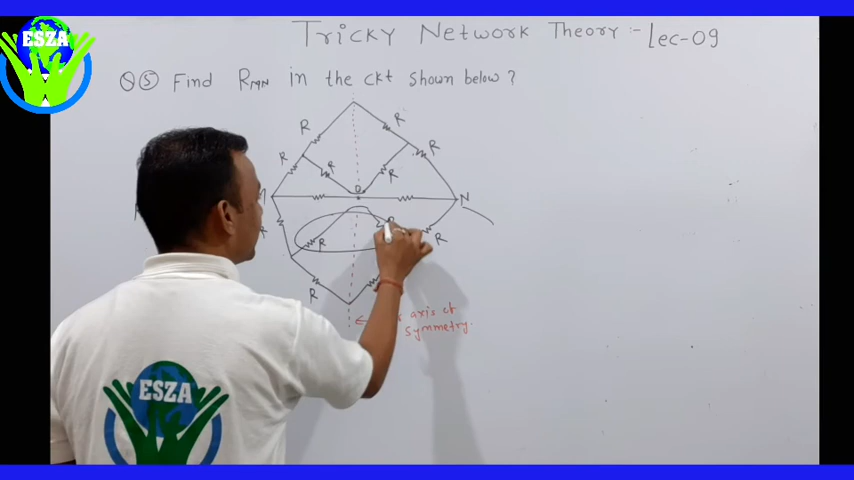 Tricky Network Theory :- Lec-09
ESZA
Q⑤ Find RMN in the ckt shown below ?
R R
R R R R
O
M N
R R R R
R
axis of
symmetry.
ESZA